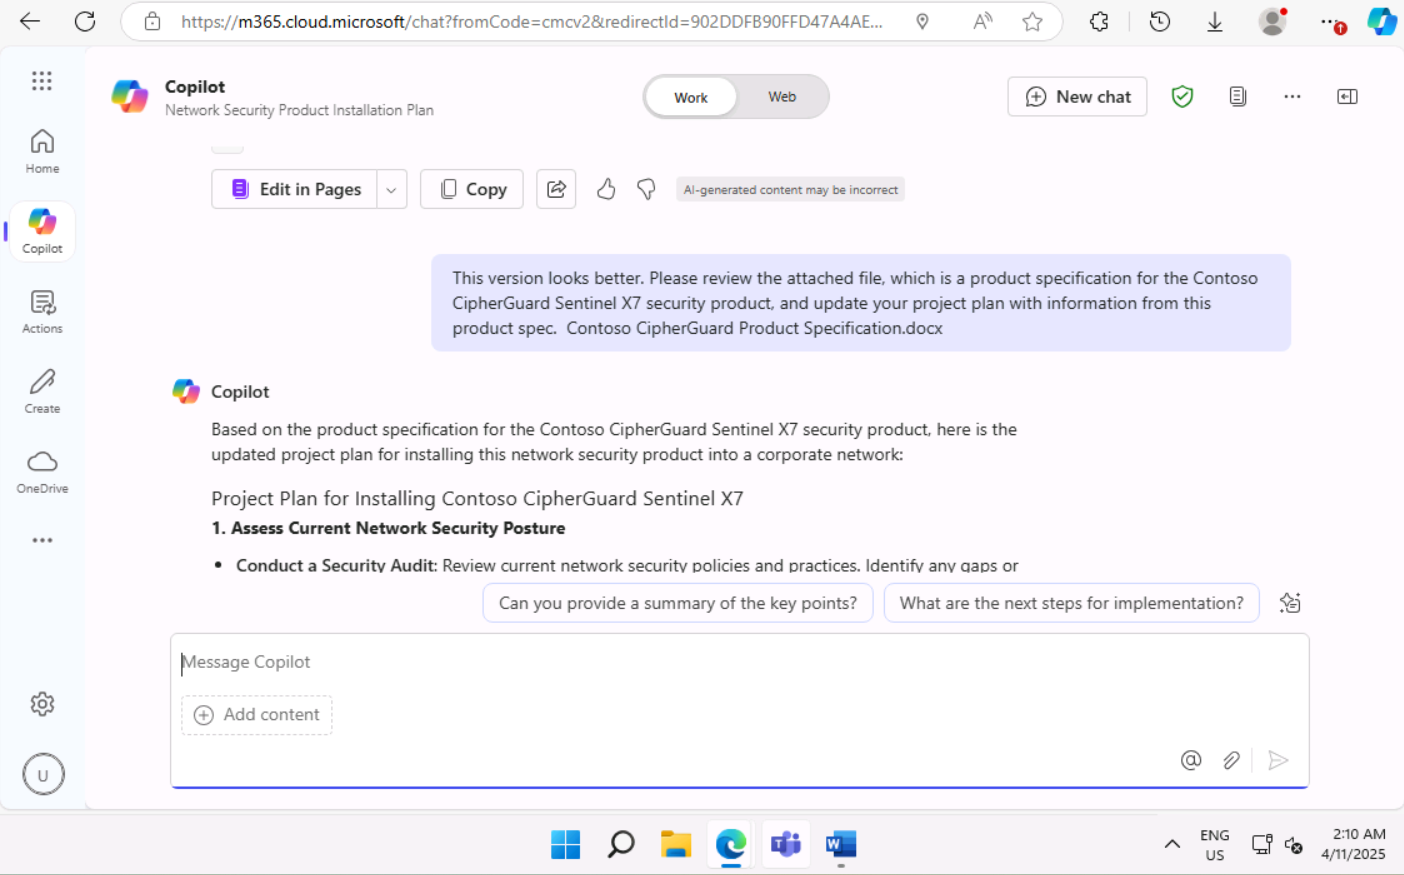 https://m365.cloud.microsoft/chat?fromCode=cmcv2&redirectId=902DDFB90FFD47A4AE...
Copilot
Network Security Product Installation Plan
Work
Web
New chat
Home
Copilot
Actions
Create
OneDrive
U
Edit in Pages
Copy
AI-generated content may be incorrect
This version looks better. Please review the attached file, which is a product specification for the Contoso
CipherGuard Sentinel X7 security product, and update your project plan with information from this
product spec.  Contoso CipherGuard Product Specification.docx
Copilot
Based on the product specification for the Contoso CipherGuard Sentinel X7 security product, here is the
updated project plan for installing this network security product into a corporate network:
Project Plan for Installing Contoso CipherGuard Sentinel X7
1. Assess Current Network Security Posture
• Conduct a Security Audit: Review current network security policies and practices. Identify any gaps or
Can you provide a summary of the key points?
What are the next steps for implementation?
Message Copilot
Add content
ENG
US
2:10 AM
4/11/2025